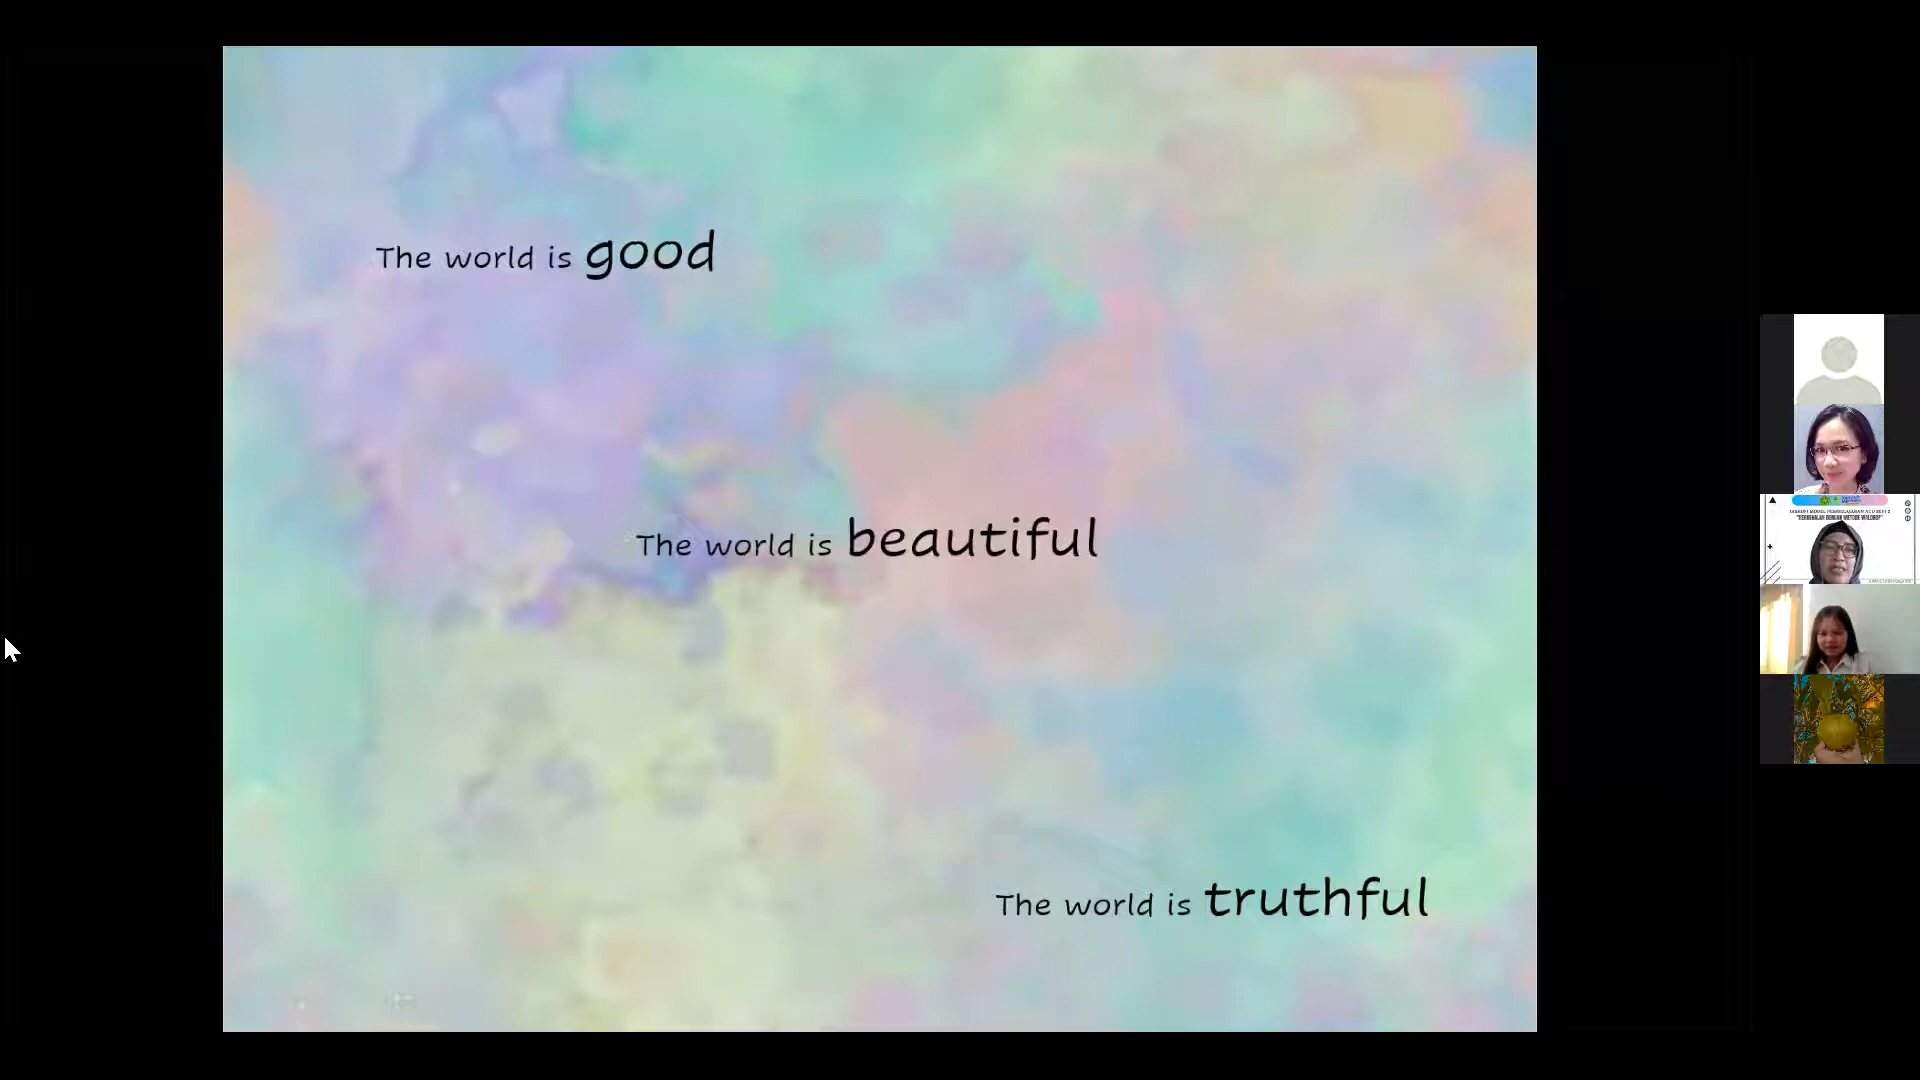 The world is good
The world is beautiful
The world is truthful